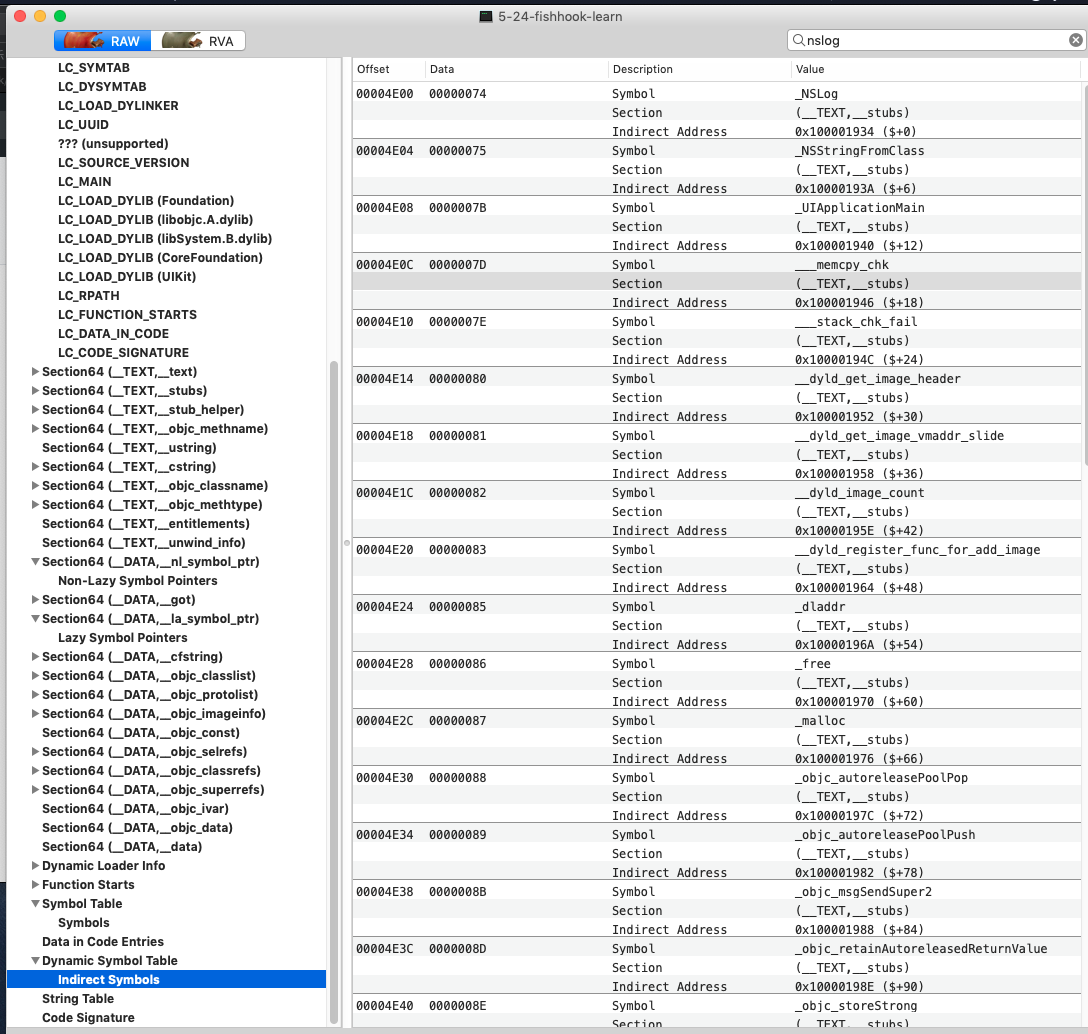 5-24-fishhook-learn
RAW RVA nslog
LC_SYMTAB
LC_DYSYMTAB
LC_LOAD_DYLINKER
LC_UUID
??? (unsupported)
LC_SOURCE_VERSION
LC_MAIN
LC_LOAD_DYLIB (Foundation)
LC_LOAD_DYLIB (libobjc.A.dylib)
LC_LOAD_DYLIB (libSystem.B.dylib)
LC_LOAD_DYLIB (CoreFoundation)
LC_LOAD_DYLIB (UIKit)
LC_RPATH
LC_FUNCTION_STARTS
LC_DATA_IN_CODE
LC_CODE_SIGNATURE
Section64 (__TEXT,__text)
Section64 (__TEXT,__stubs)
Section64 (__TEXT,__stub_helper)
Section64 (__TEXT,__objc_methname)
Section64 (__TEXT,__ustring)
Section64 (__TEXT,__cstring)
Section64 (__TEXT,__objc_classname)
Section64 (__TEXT,__objc_methtype)
Section64 (__TEXT,__entitlements)
Section64 (__TEXT,__unwind_info)
Section64 (__DATA,__nl_symbol_ptr)
Non-Lazy Symbol Pointers
Section64 (__DATA,__got)
Section64 (__DATA,__la_symbol_ptr)
Lazy Symbol Pointers
Section64 (__DATA,__cfstring)
Section64 (__DATA,__objc_classlist)
Section64 (__DATA,__objc_protolist)
Section64 (__DATA,__objc_imageinfo)
Section64 (__DATA,__objc_const)
Section64 (__DATA,__objc_selrefs)
Section64 (__DATA,__objc_classrefs)
Section64 (__DATA,__objc_superrefs)
Section64 (__DATA,__objc_ivar)
Section64 (__DATA,__objc_data)
Section64 (__DATA,__data)
Dynamic Loader Info
Function Starts
Symbol Table
Symbols
Data in Code Entries
Dynamic Symbol Table
Indirect Symbols
String Table
Code Signature
Offset Data Description Value
00004E00 00000074 Symbol _NSLog
Section (__TEXT,__stubs)
Indirect Address 0x100001934 ($+0)
00004E04 00000075 Symbol _NSStringFromClass
Section (__TEXT,__stubs)
Indirect Address 0x10000193A ($+6)
00004E08 0000007B Symbol _UIApplicationMain
Section (__TEXT,__stubs)
Indirect Address 0x100001940 ($+12)
00004E0C 0000007D Symbol ___memcpy_chk
Section (__TEXT,__stubs)
Indirect Address 0x100001946 ($+18)
00004E10 0000007E Symbol ___stack_chk_fail
Section (__TEXT,__stubs)
Indirect Address 0x10000194C ($+24)
00004E14 00000080 Symbol __dyld_get_image_header
Section (__TEXT,__stubs)
Indirect Address 0x100001952 ($+30)
00004E18 00000081 Symbol __dyld_get_image_vmaddr_slide
Section (__TEXT,__stubs)
Indirect Address 0x100001958 ($+36)
00004E1C 00000082 Symbol __dyld_image_count
Section (__TEXT,__stubs)
Indirect Address 0x10000195E ($+42)
00004E20 00000083 Symbol __dyld_register_func_for_add_image
Section (__TEXT,__stubs)
Indirect Address 0x100001964 ($+48)
00004E24 00000085 Symbol _dladdr
Section (__TEXT,__stubs)
Indirect Address 0x10000196A ($+54)
00004E28 00000086 Symbol _free
Section (__TEXT,__stubs)
Indirect Address 0x100001970 ($+60)
00004E2C 00000087 Symbol _malloc
Section (__TEXT,__stubs)
Indirect Address 0x100001976 ($+66)
00004E30 00000088 Symbol _objc_autoreleasePoolPop
Section (__TEXT,__stubs)
Indirect Address 0x10000197C ($+72)
00004E34 00000089 Symbol _objc_autoreleasePoolPush
Section (__TEXT,__stubs)
Indirect Address 0x100001982 ($+78)
00004E38 0000008B Symbol _objc_msgSendSuper2
Section (__TEXT,__stubs)
Indirect Address 0x100001988 ($+84)
00004E3C 0000008D Symbol _objc_retainAutoreleasedReturnValue
Section (__TEXT,__stubs)
Indirect Address 0x10000198E ($+90)
00004E40 0000008E Symbol _objc_storeStrong
Section (__TEXT,__stubs)